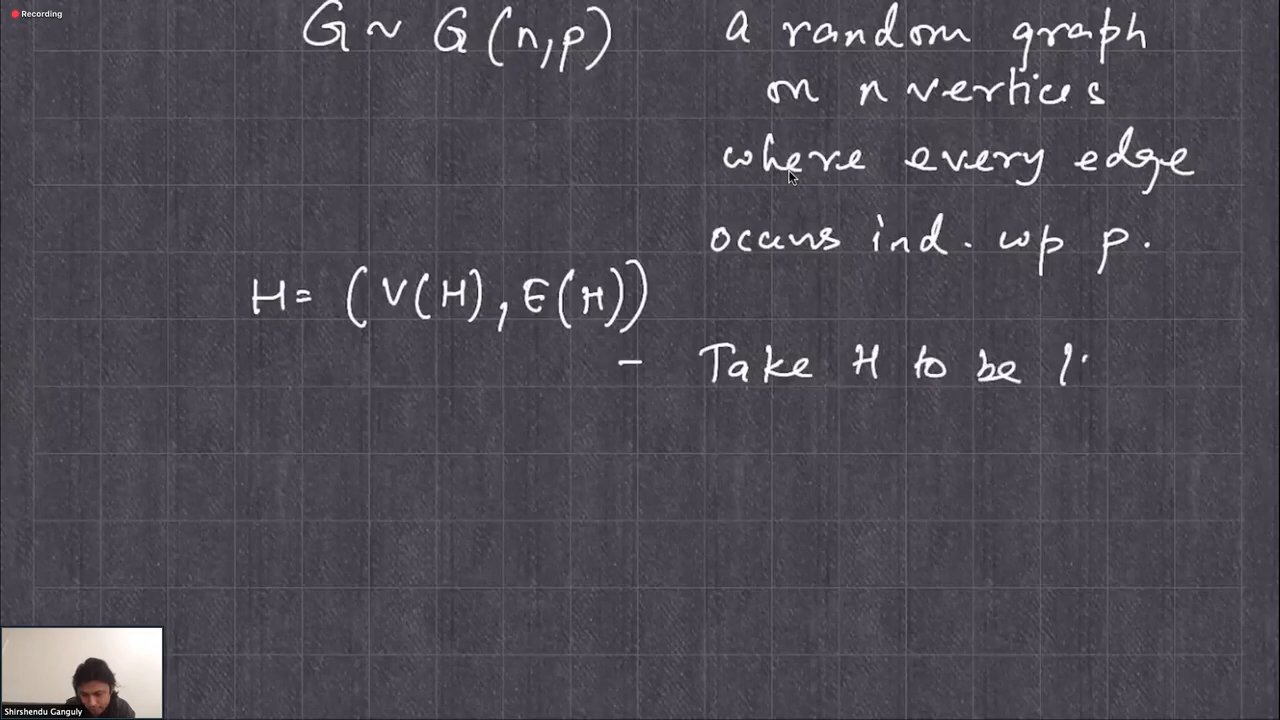 Recording
G ~ G(n,p) a random graph
on n vertices
where every edge
occurs ind. wp p.
H = (V(H), E(H))
- Take H to be
Shirshendu Ganguly